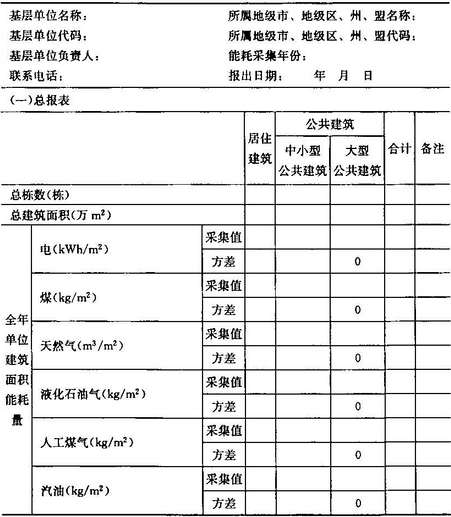 基层单位名称： 所属地级市、地级区、州、盟名称：
基层单位代码： 所属地级市、地级区、州、盟代码：
基层单位负责人： 能耗采集年份：
联系电话： 报出日期： 年 月 日
(一)总报表
居住建筑 公共建筑 合计 备注
中小型公共建筑 大型公共建筑
总栋数(栋)
总建筑面积(万 m²)
全年单位建筑面积能耗量
电(kWh/m²) 采集值
方差 0
煤(kg/m²) 采集值
方差 0
天然气(m³/m²) 采集值
方差 0
液化石油气(kg/m²) 采集值
方差 0
人工煤气(kg/m²) 采集值
方差 0
汽油(kg/m²) 采集值
方差 0